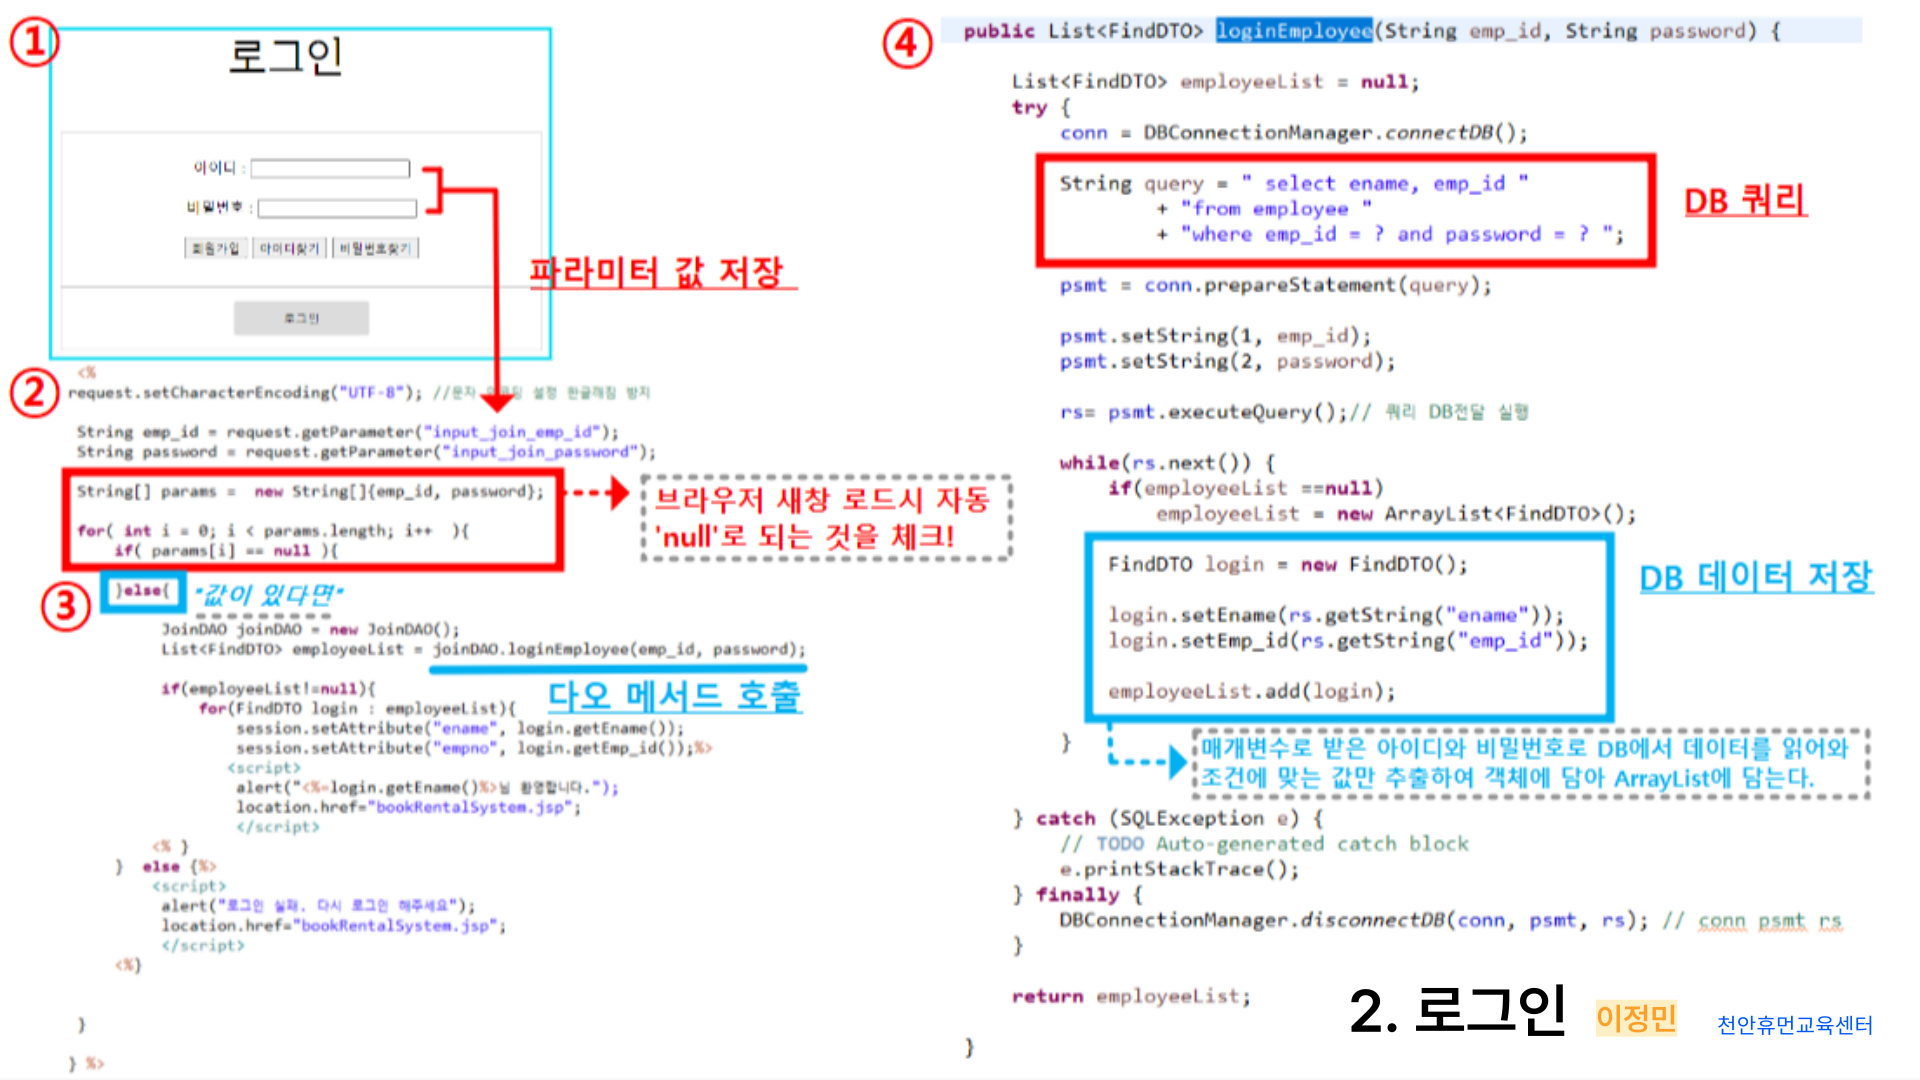 ①
로그인
아이디 :
비밀번호 :
회원가입 아이디찾기 비밀번호찾기
로그인
파라미터 값 저장
②
<%
request.setCharacterEncoding("UTF-8"); //문자 설정 한글깨짐 방지
String emp_id = request.getParameter("input_join_emp_id");
String password = request.getParameter("input_join_password");
String[] params = new String[]{emp_id, password};
for( int i = 0; i < params.length; i++ ){
if( params[i] == null ){
브라우저 새창 로드시 자동
'null'로 되는 것을 체크!
③
}else{
"값이 있다면"
JoinDAO joinDAO = new JoinDAO();
List<FindDTO> employeeList = joinDAO.loginEmployee(emp_id, password);
다오 메서드 호출
if(employeeList!=null){
for(FindDTO login : employeeList){
session.setAttribute("ename", login.getEname());
session.setAttribute("empno", login.getEmp_id());%>
<script>
alert("<%=login.getEname()%>님 환영합니다.");
location.href="bookRentalSystem.jsp";
</script>
<% }
} else {%>
<script>
alert("로그인 실패. 다시 로그인 해주세요");
location.href="bookRentalSystem.jsp";
</script>
<%}
}
} %>
④
public List<FindDTO> loginEmployee(String emp_id, String password) {
List<FindDTO> employeeList = null;
try {
conn = DBConnectionManager.connectDB();
String query = " select ename, emp_id "
+ "from employee "
+ "where emp_id = ? and password = ? ";
DB 쿼리
psmt = conn.prepareStatement(query);
psmt.setString(1, emp_id);
psmt.setString(2, password);
rs= psmt.executeQuery();// 쿼리 DB전달 실행
while(rs.next()) {
if(employeeList ==null)
employeeList = new ArrayList<FindDTO>();
FindDTO login = new FindDTO();
login.setEname(rs.getString("ename"));
login.setEmp_id(rs.getString("emp_id"));
employeeList.add(login);
DB 데이터 저장
}
매개변수로 받은 아이디와 비밀번호로 DB에서 데이터를 읽어와
조건에 맞는 값만 추출하여 객체에 담아 ArrayList에 담는다.
} catch (SQLException e) {
// TODO Auto-generated catch block
e.printStackTrace();
} finally {
DBConnectionManager.disconnectDB(conn, psmt, rs); // conn psmt rs
}
return employeeList;
}
2. 로그인 이정민 천안휴먼교육센터